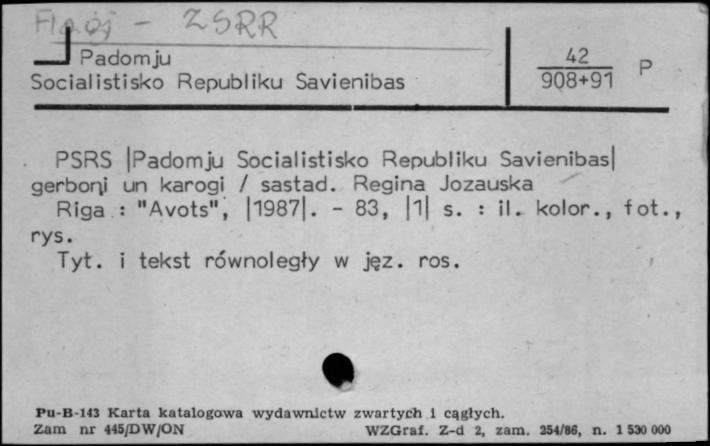 - ZSRR
Padomju
Socialistisko Republiku Savienibas
42
908+91 P
PSRS |Padomju Socialistisko Republiku Savienibas|
gerboņi un karogi / sastad. Regina Jozauska
Riga : "Avots", |1987|. - 83, |1| s. : il. kolor., fot.,
rys.
Tyt. i tekst równoległy w jęz. ros.
Pu-B-143 Karta katalogowa wydawnictw zwartych i cągłych.
Zam nr 445/DW/ON WZGraf. Z-d 2, zam. 254/86, n. 1 530 000